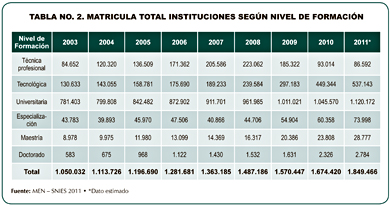 TABLA NO. 2. MATRICULA TOTAL INSTITUCIONES SEGÚN NIVEL DE FORMACIÓN
Nivel de Formación 2003 2004 2005 2006 2007 2008 2009 2010 2011*
Técnica profesional 84.652 120.320 136.509 171.362 205.586 223.062 185.322 93.014 86.592
Tecnológica 130.633 143.055 158.781 175.690 189.239 239.584 297.183 449.344 537.143
Universitaria 781.403 799.808 842.482 872.902 911.701 961.985 1.011.021 1.045.570 1.120.172
Especializa-
ción 43.783 39.893 45.970 47.506 40.866 44.706 54.904 60.358 73.998
Maestría 8.978 9.975 11.980 13.099 14.369 16.317 20.386 23.808 28.777
Doctorado 583 675 968 1.122 1.430 1.532 1.631 2.326 2.784
Total 1.050.032 1.113.726 1.196.690 1.281.681 1.363.185 1.487.186 1.570.447 1.674.420 1.849.466
Fuente: MEN – SNIES 2011 • *Dato estimado